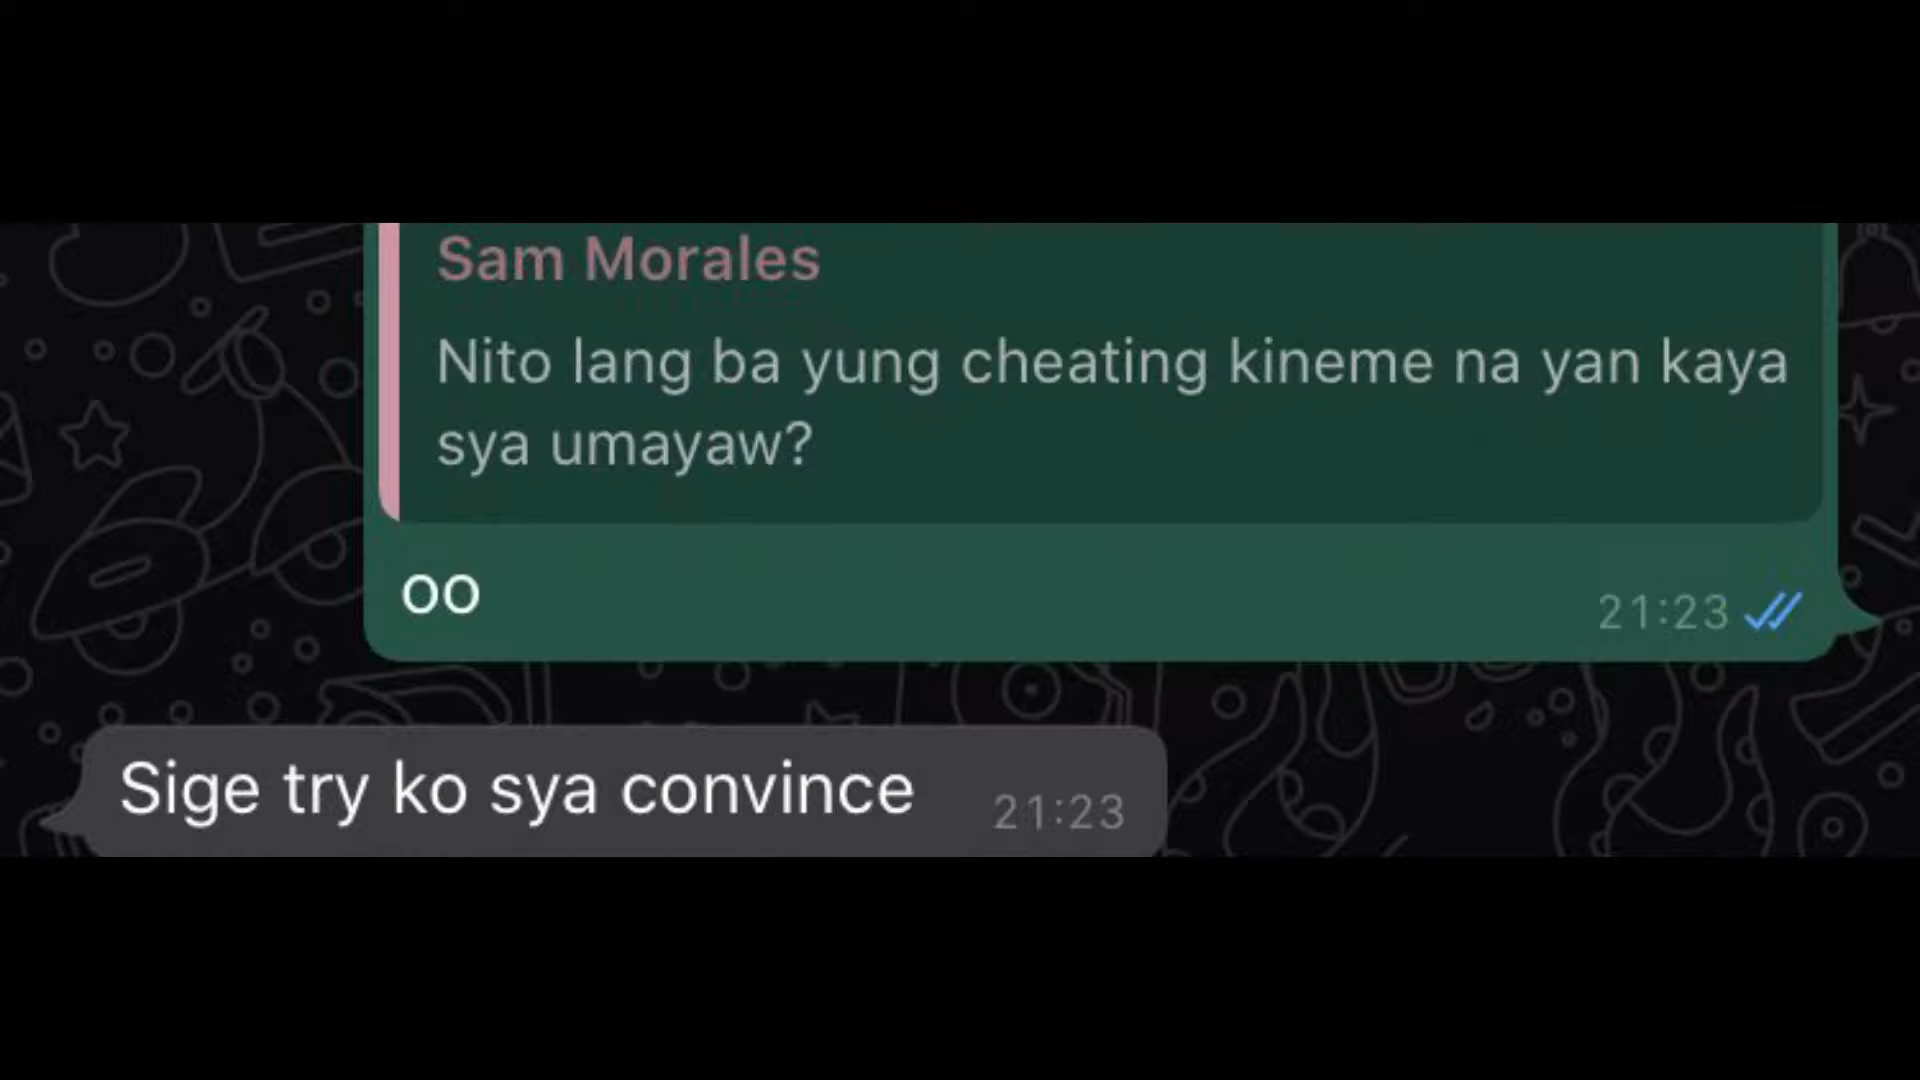 Sam Morales
Nito lang ba yung cheating kineme na yan kaya
sya umayaw?
oo
21:23
Sige try ko sya convince
21:23